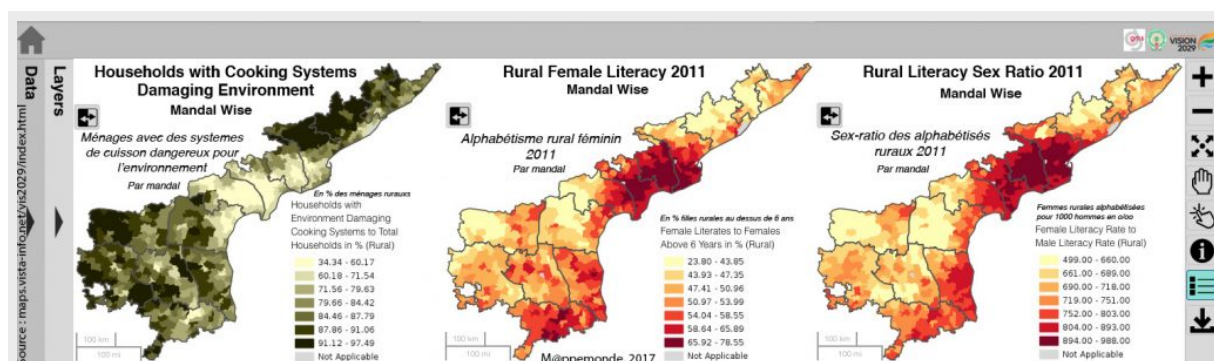 VISION
2029
Data
Layers
Source : maps.vista-info.net/vis2029/index.html
Households with Cooking Systems
Damaging Environment
Mandal Wise
Ménages avec des systemes
de cuisson dangereux pour
l'environnement
Par mandal
En % des ménages ruraurx
Households with
Environment Damaging
Cooking Systems to Total
Households in % (Rural)
34.34 - 60.17
60.18 - 71.54
71.56 - 79.63
79.66 - 84.42
84.46 - 87.79
87.86 - 91.06
91.12 - 97.49
Not Applicable
100 km
100 mi
Rural Female Literacy 2011
Mandal Wise
Alphabétisme rural féminin
2011
Par mandal
En % filles rurales au dessus de 6 ans
Female Literates to Females
Above 6 Years in % (Rural)
23.80 - 43.85
43.93 - 47.35
47.41 - 50.96
50.97 - 53.99
54.04 - 58.55
58.64 - 65.89
65.92 - 78.55
Not Applicable
100 km
100 mi
M@ppemonde, 2017
Rural Literacy Sex Ratio 2011
Mandal Wise
Sex-ratio des alphabétisés
ruraux 2011
Par mandal
Femmes rurales alphabétisées
pour 1000 hommes en o/oo
Female Literacy Rate to
Male Literacy Rate (Rural)
499.00 - 660.00
661.00 - 689.00
690.00 - 718.00
719.00 - 751.00
752.00 - 803.00
804.00 - 893.00
894.00 - 988.00
Not Applicable
100 km
100 mi